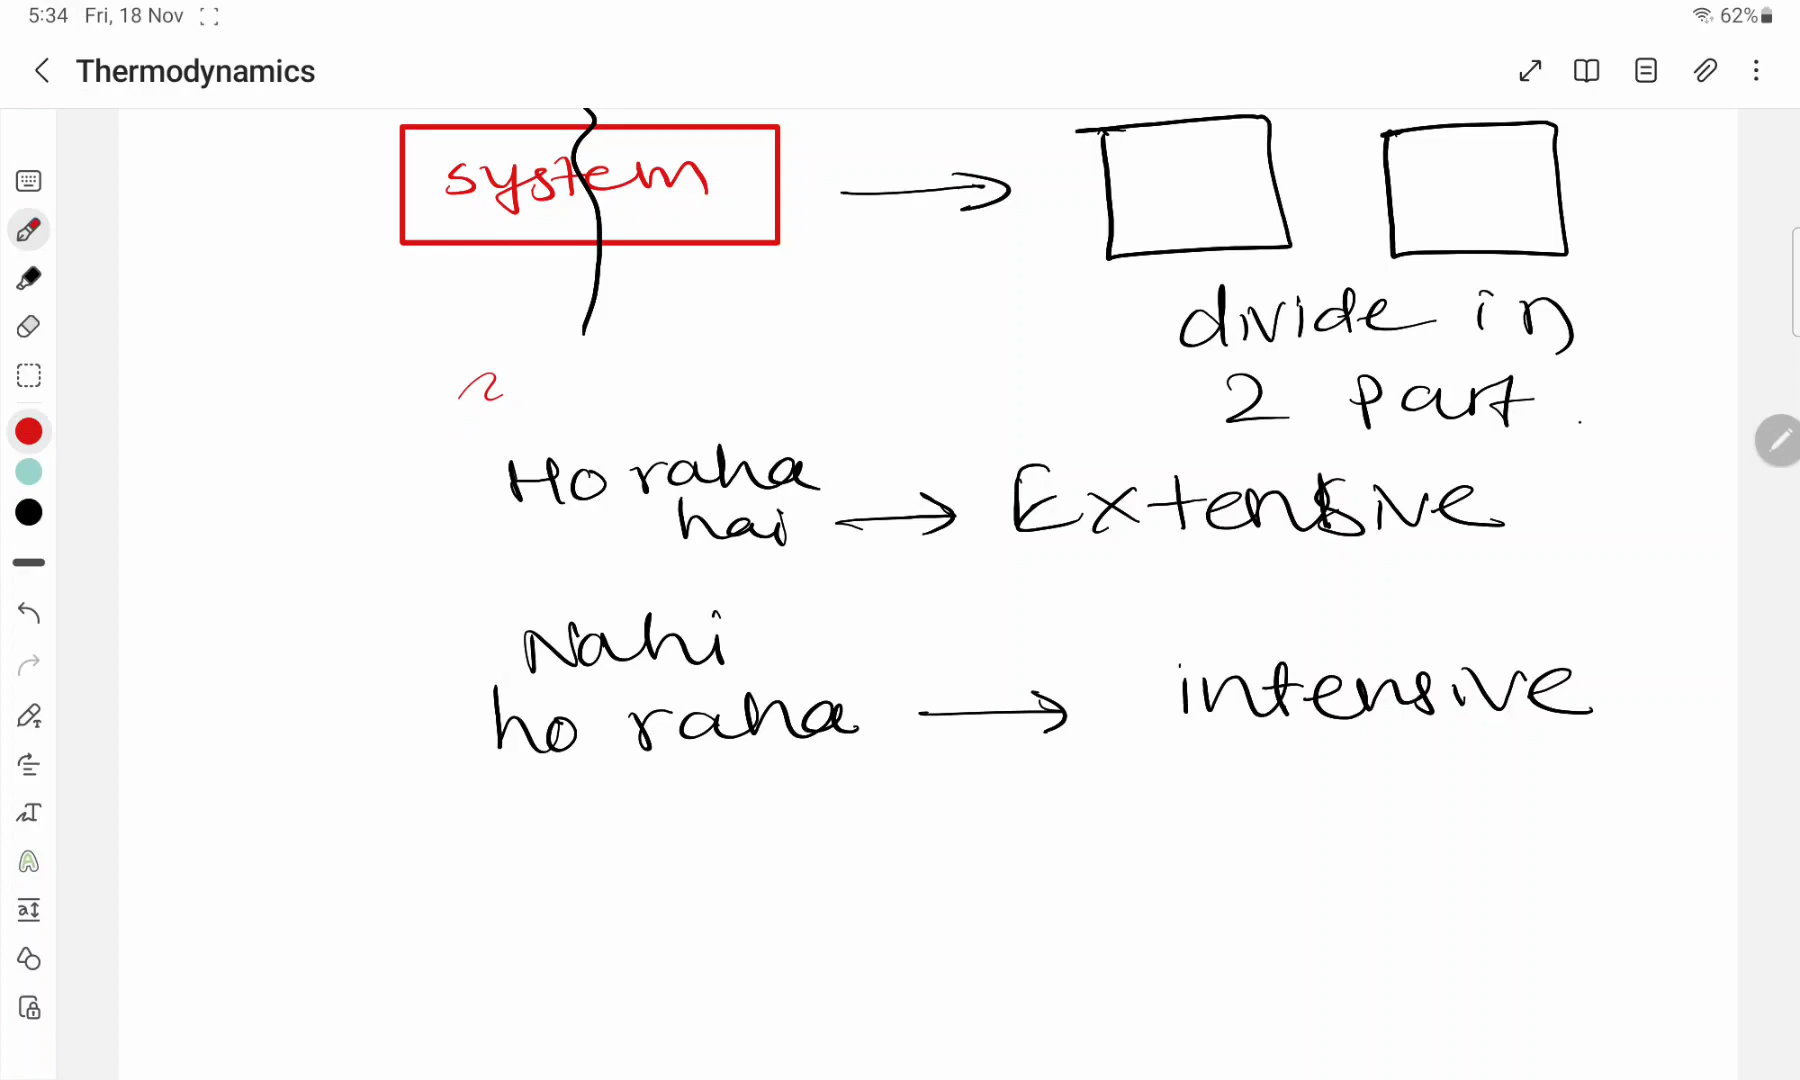 5:34 Fri, 18 Nov
62%
Thermodynamics
system
divide in
2 part.
Ho raha
hai → Extensive
Nahi
ho raha → intensive